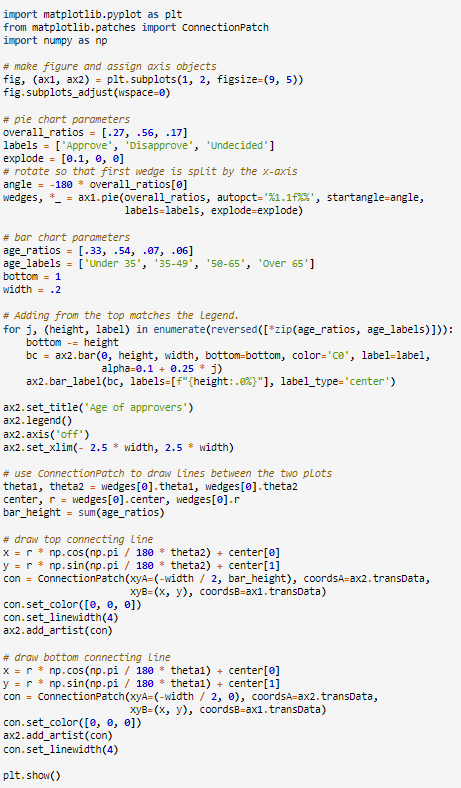 import matplotlib.pyplot as plt
from matplotlib.patches import ConnectionPatch
import numpy as np

# make figure and assign axis objects
fig, (ax1, ax2) = plt.subplots(1, 2, figsize=(9, 5))
fig.subplots_adjust(wspace=0)

# pie chart parameters
overall_ratios = [.27, .56, .17]
labels = ['Approve', 'Disapprove', 'Undecided']
explode = [0.1, 0, 0]
# rotate so that first wedge is split by the x-axis
angle = -180 * overall_ratios[0]
wedges, *_ = ax1.pie(overall_ratios, autopct='%1.1f%%', startangle=angle,
                     labels=labels, explode=explode)

# bar chart parameters
age_ratios = [.33, .54, .07, .06]
age_labels = ['Under 35', '35-49', '50-65', 'Over 65']
bottom = 1
width = .2

# Adding from the top matches the legend.
for j, (height, label) in enumerate(reversed([*zip(age_ratios, age_labels)])):
    bottom -= height
    bc = ax2.bar(0, height, width, bottom=bottom, color='C0', label=label,
                 alpha=0.1 + 0.25 * j)
    ax2.bar_label(bc, labels=[f"{height:.0%}"], label_type='center')

ax2.set_title('Age of approvers')
ax2.legend()
ax2.axis('off')
ax2.set_xlim(- 2.5 * width, 2.5 * width)

# use ConnectionPatch to draw lines between the two plots
theta1, theta2 = wedges[0].theta1, wedges[0].theta2
center, r = wedges[0].center, wedges[0].r
bar_height = sum(age_ratios)

# draw top connecting line
x = r * np.cos(np.pi / 180 * theta2) + center[0]
y = r * np.sin(np.pi / 180 * theta2) + center[1]
con = ConnectionPatch(xyA=(-width / 2, bar_height), coordsA=ax2.transData,
                      xyB=(x, y), coordsB=ax1.transData)
con.set_color([0, 0, 0])
con.set_linewidth(4)
ax2.add_artist(con)

# draw bottom connecting line
x = r * np.cos(np.pi / 180 * theta1) + center[0]
y = r * np.sin(np.pi / 180 * theta1) + center[1]
con = ConnectionPatch(xyA=(-width / 2, 0), coordsA=ax2.transData,
                      xyB=(x, y), coordsB=ax1.transData)
con.set_color([0, 0, 0])
ax2.add_artist(con)
con.set_linewidth(4)

plt.show()